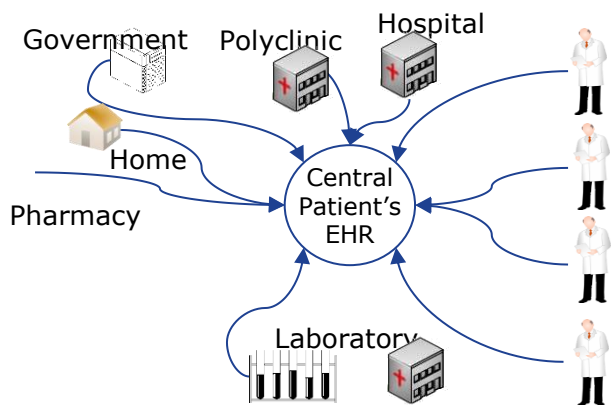 Government
Polyclinic
Hospital
Home
Pharmacy
Central
Patient's
EHR
Laboratory